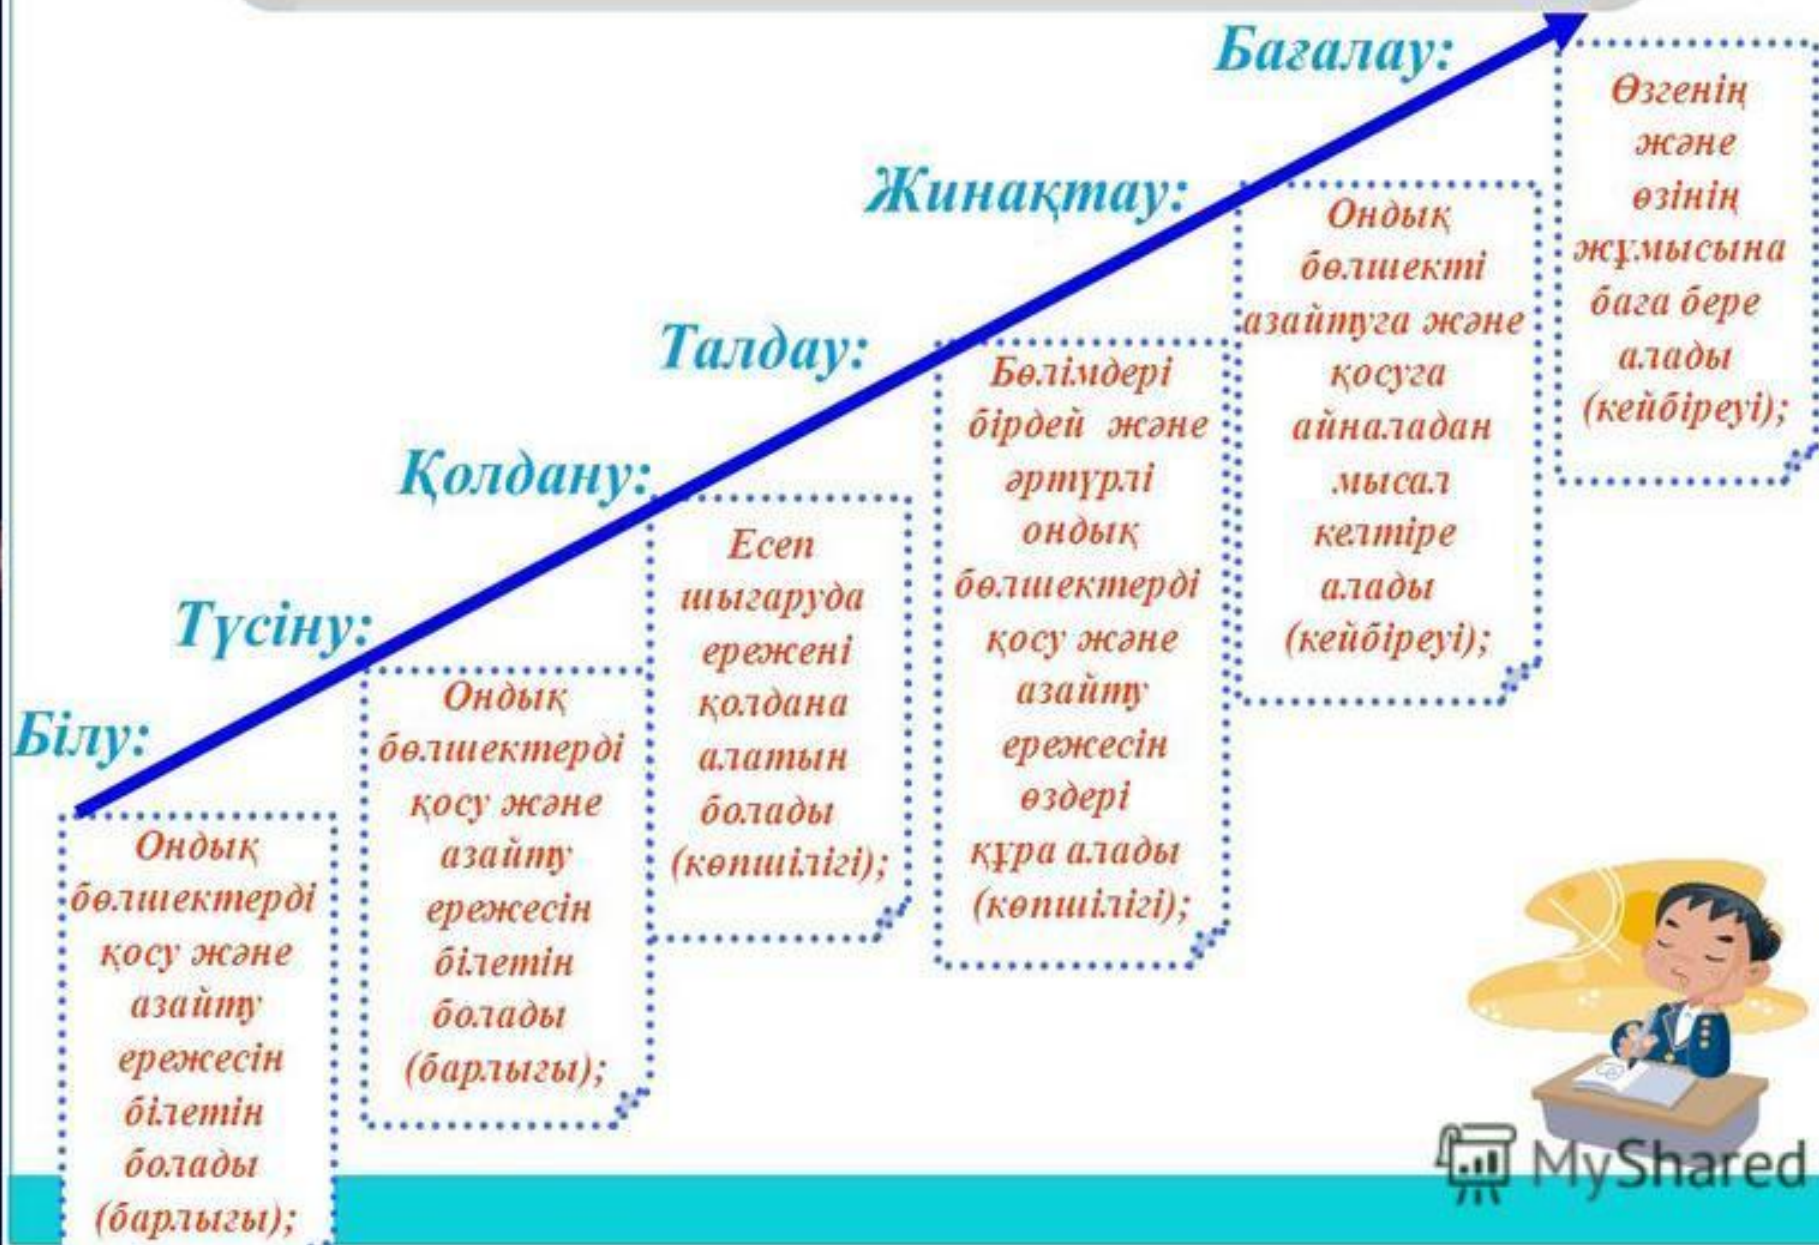 Білу:
Ондық
бөлшектерді
қосу және
азайту
ережесін
білетін
болады
(барлығы);
Түсіну:
Ондық
бөлшектерді
қосу және
азайту
ережесін
білетін
болады
(барлығы);
Қолдану:
Есеп
шығаруда
ережені
қолдана
алатын
болады
(көпшілігі);
Талдау:
Бөлімдері
бірдей және
әртүрлі
ондық
бөлшектерді
қосу және
азайту
ережесін
өздері
құра алады
(көпшілігі);
Жинақтау:
Ондық
бөлшекті
азайтуға және
қосуға
айналадан
мысал
келтіре
алады
(кейбіреуі);
Бағалау:
Өзгенің
және
өзінің
жұмысына
баға бере
алады
(кейбіреуі);
MyShared